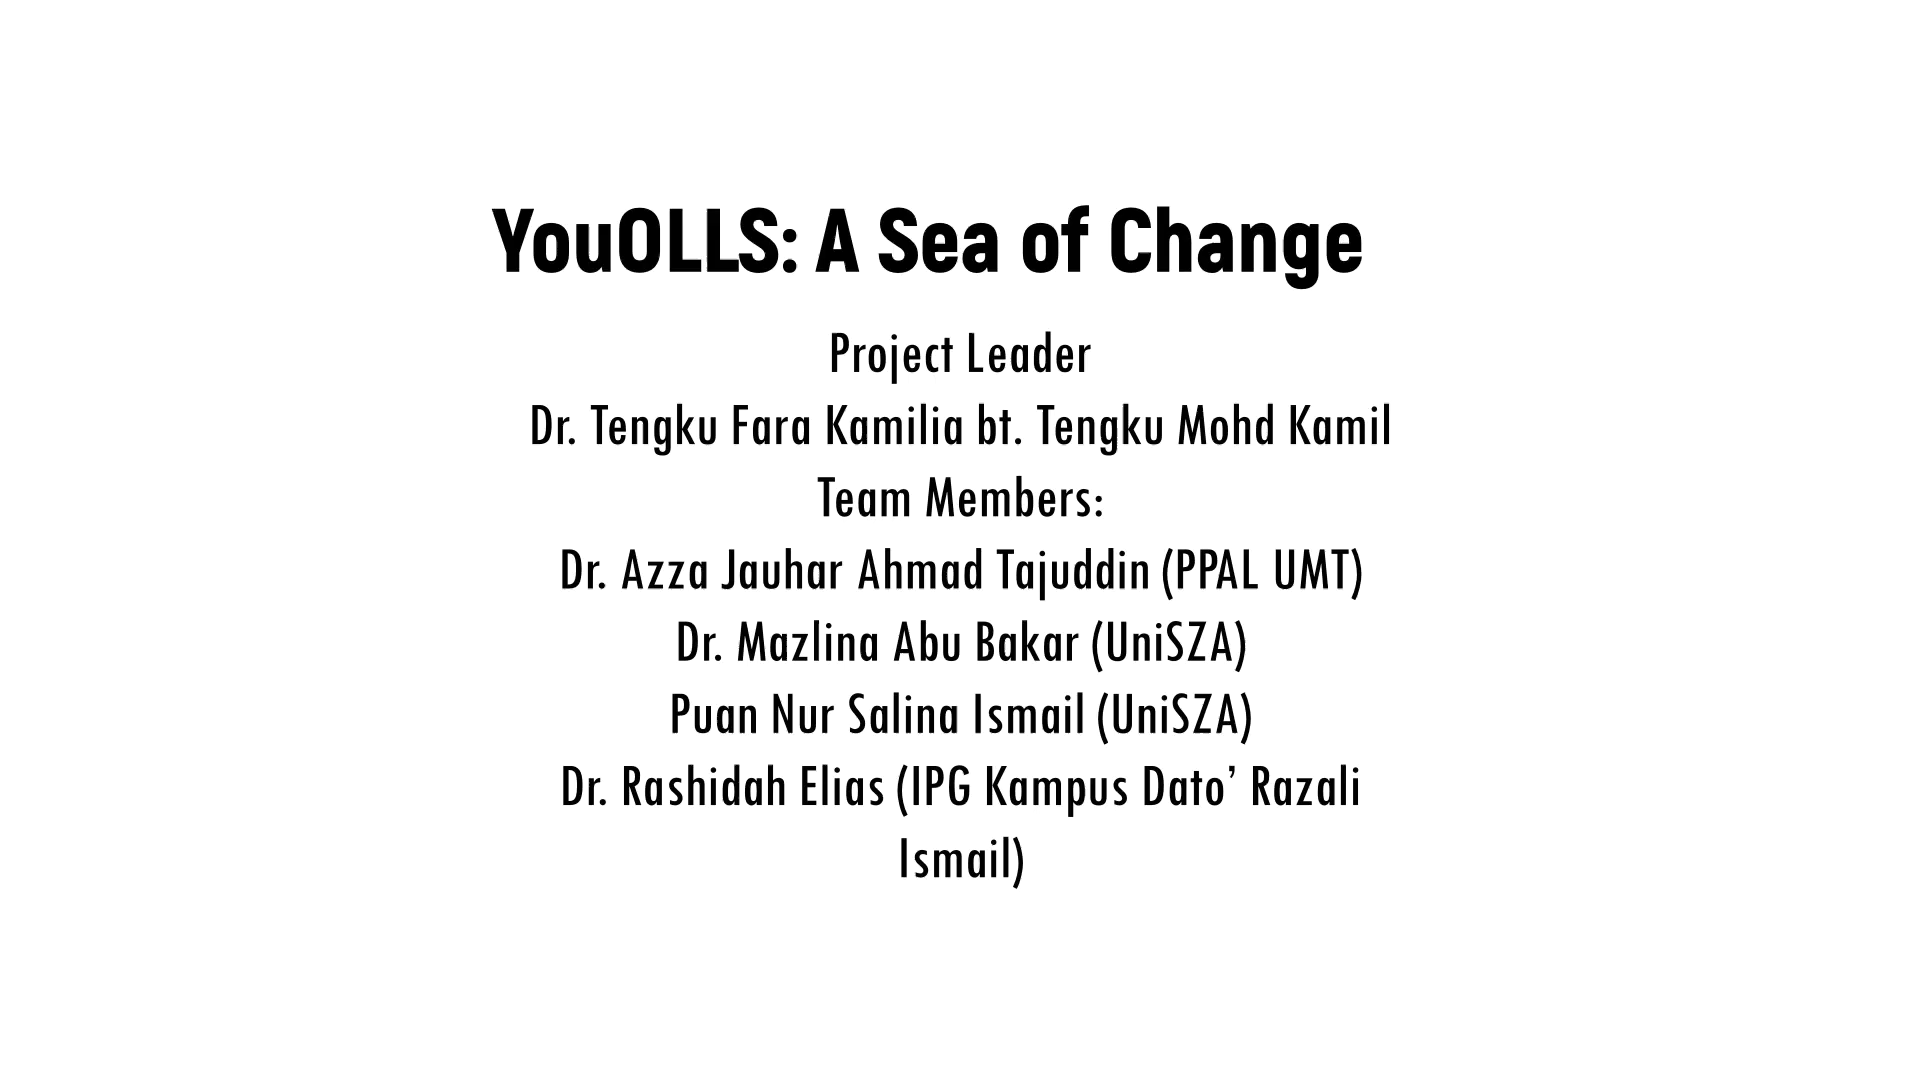 YouOLLS: A Sea of Change
Project Leader
Dr. Tengku Fara Kamilia bt. Tengku Mohd Kamil
Team Members:
Dr. Azza Jauhar Ahmad Tajuddin (PPAL UMT)
Dr. Mazlina Abu Bakar (UniSZA)
Puan Nur Salina Ismail (UniSZA)
Dr. Rashidah Elias (IPG Kampus Dato’ Razali
Ismail)